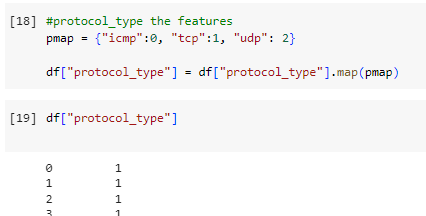 [18] #protocol_type the features
pmap = {"icmp":0, "tcp":1, "udp": 2}
df["protocol_type"] = df["protocol_type"].map(pmap)
[19] df["protocol_type"]
0 1
1 1
2 1
3 1